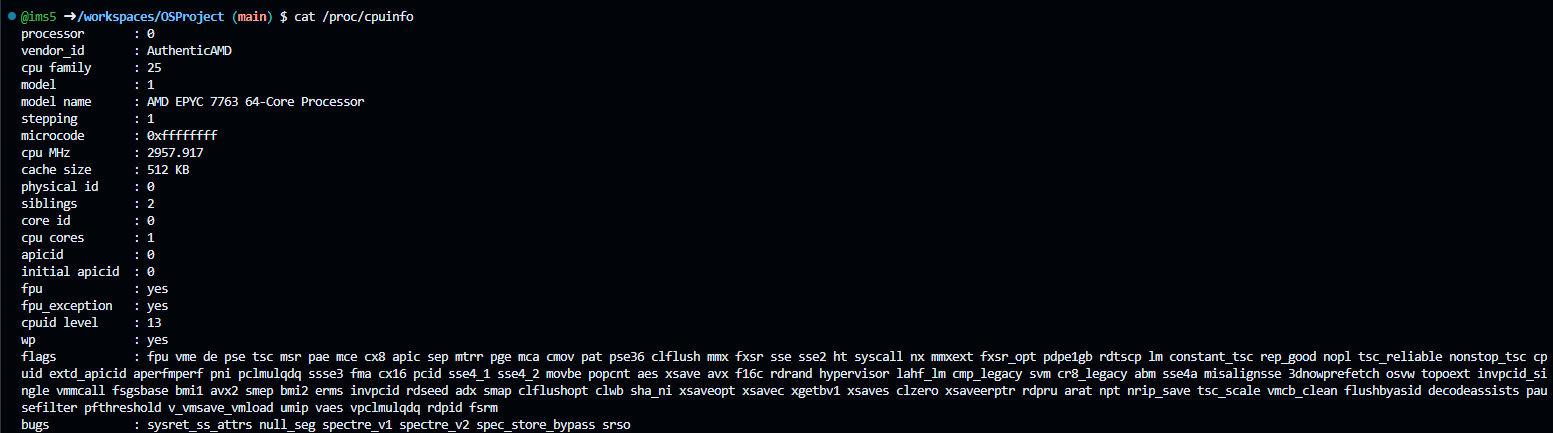 @ims5 ➜/workspaces/OSProject (main) $ cat /proc/cpuinfo
processor : 0
vendor_id : AuthenticAMD
cpu family : 25
model : 1
model name : AMD EPYC 7763 64-Core Processor
stepping : 1
microcode : 0xffffffff
cpu MHz : 2957.917
cache size : 512 KB
physical id : 0
siblings : 2
core id : 0
cpu cores : 1
apicid : 0
initial apicid : 0
fpu : yes
fpu_exception : yes
cpuid level : 13
wp : yes
flags : fpu vme de pse tsc msr pae mce cx8 apic sep mtrr pge mca cmov pat pse36 clflush mmx fxsr sse sse2 ht syscall nx mmxext fxsr_opt pdpe1gb rdtscp lm constant_tsc rep_good nopl tsc_reliable nonstop_tsc cp
uid extd_apicid aperfmperf pni pclmulqdq ssse3 fma cx16 pcid sse4_1 sse4_2 movbe popcnt aes xsave avx f16c rdrand hypervisor lahf_lm cmp_legacy svm cr8_legacy abm sse4a misalignsse 3dnowprefetch osvw topoext invpcid_si
ngle vmmcall fsgsbase bmi1 avx2 smep bmi2 erms invpcid rdseed adx smap clflushopt clwb sha_ni xsaveopt xsavec xgetbv1 xsaves clzero xsaveerptr rdpru arat npt nrip_save tsc_scale vmcb_clean flushbyasid decodeassists pau
sefilter pfthreshold v_vmsave_vmload umip vaes vpclmulqdq rdpid fsrm
bugs : sysret_ss_attrs null_seg spectre_v1 spectre_v2 spec_store_bypass srso